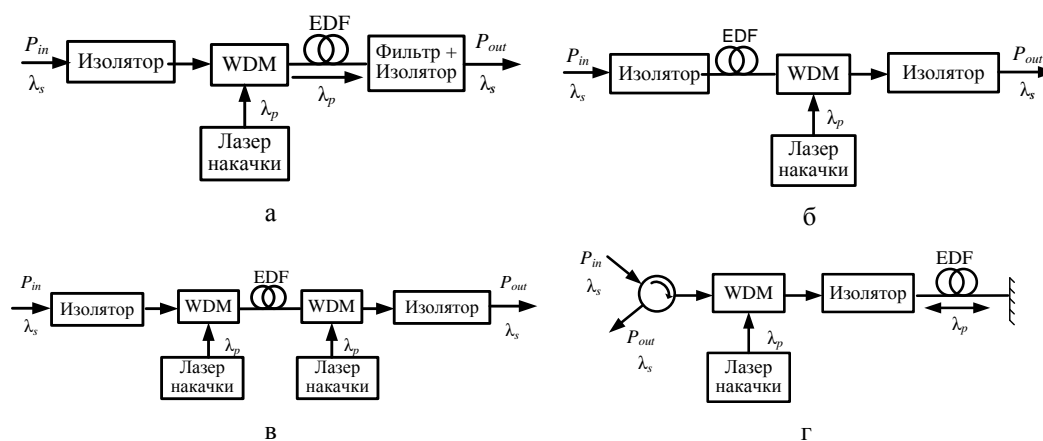 P_in
λ_s
Изолятор
WDM
EDF
λ_p
Фильтр +
Изолятор
P_out
λ_s
λ_p
Лазер
накачки
а
P_in
λ_s
Изолятор
EDF
WDM
Изолятор
P_out
λ_s
λ_p
Лазер
накачки
б
P_in
λ_s
Изолятор
WDM
EDF
WDM
Изолятор
P_out
λ_s
λ_p
λ_p
Лазер
накачки
Лазер
накачки
в
P_in
λ_s
WDM
Изолятор
EDF
λ_p
P_out
λ_s
λ_p
Лазер
накачки
г